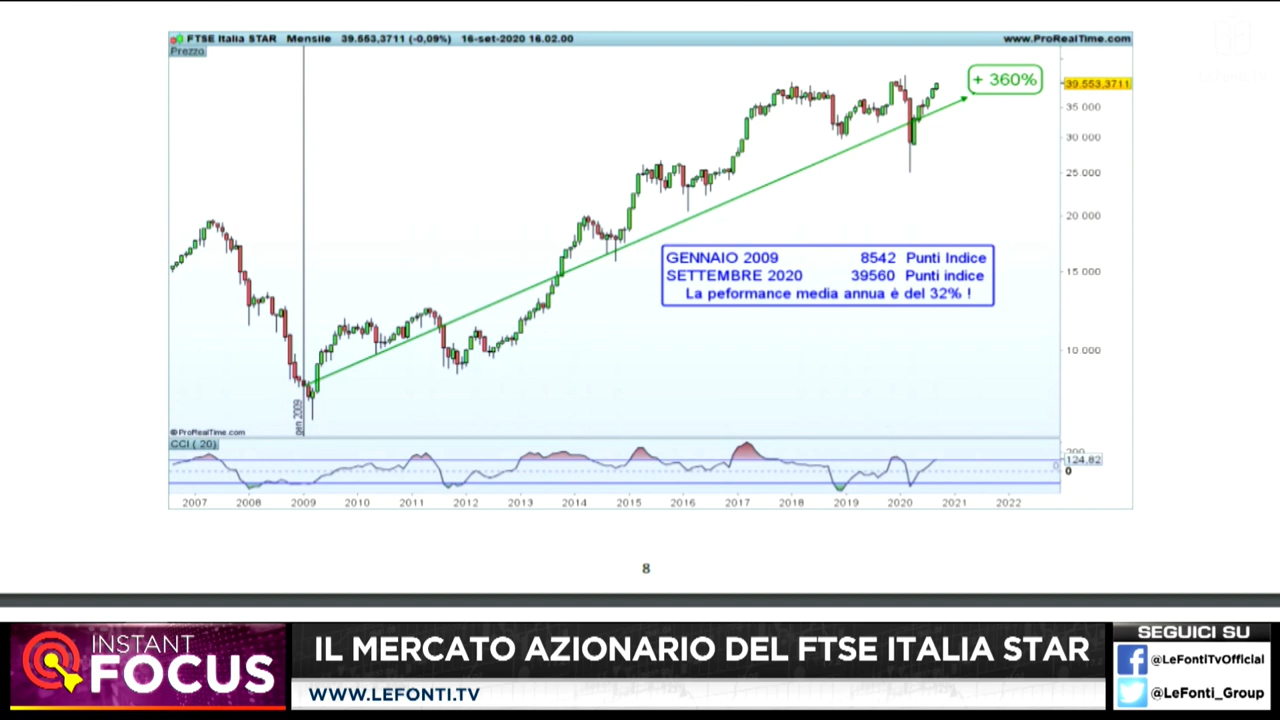 FTSE Italia STAR Mensile 39.553,3711 (-0,09%) 16-set-2020 16.02.00 www.ProRealTime.com
Prezzo
+ 360%
39.553,3711
35 000
30 000
25 000
20 000
GENNAIO 2009 8542 Punti Indice
SETTEMBRE 2020 39560 Punti indice
La peformance media annua è del 32% !
15 000
10 000
gen 2009
©ProRealTime.com
CCI ( 20)
200
124.82
0
0
2007 2008 2009 2010 2011 2012 2013 2014 2015 2016 2017 2018 2019 2020 2021 2022
8
INSTANT
FOCUS
IL MERCATO AZIONARIO DEL FTSE ITALIA STAR
WWW.LEFONTI.TV
SEGUICI SU
@LeFontiTvOfficial
@LeFonti_Group